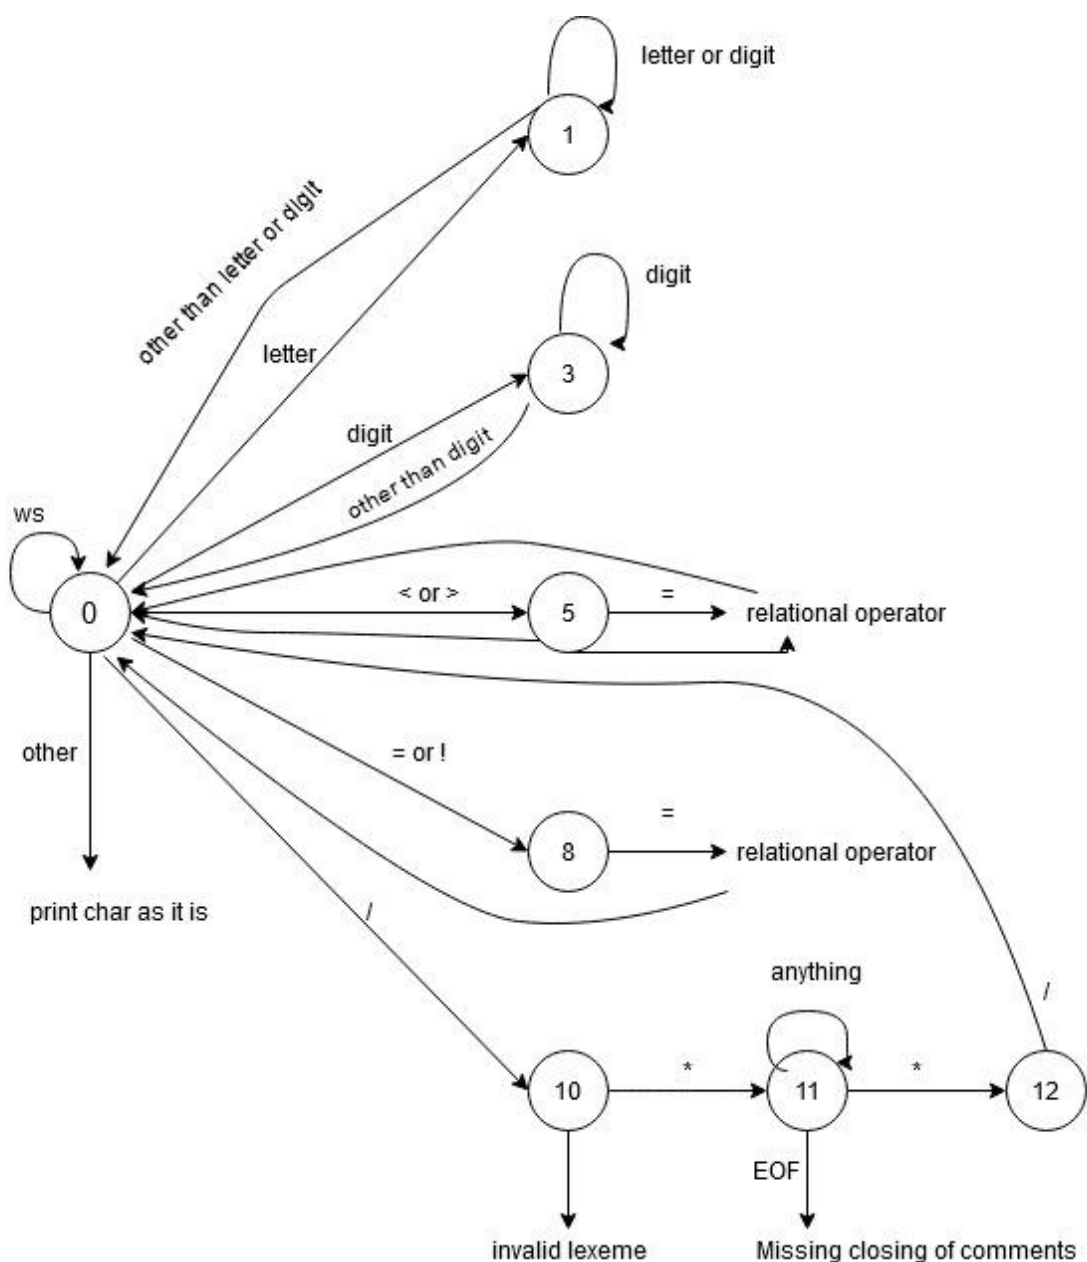 letter or digit
1
other than letter or digit
digit
letter
3
digit
other than digit
ws
< or >
=
0
5
relational operator
other
= or !
=
8
relational operator
print char as it is
/
anything
/
*
*
10
11
12
EOF
invalid lexeme
Missing closing of comments